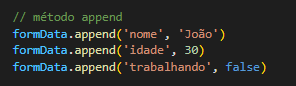 // método append
formData.append('nome', 'João')
formData.append('idade', 30)
formData.append('trabalhando', false)